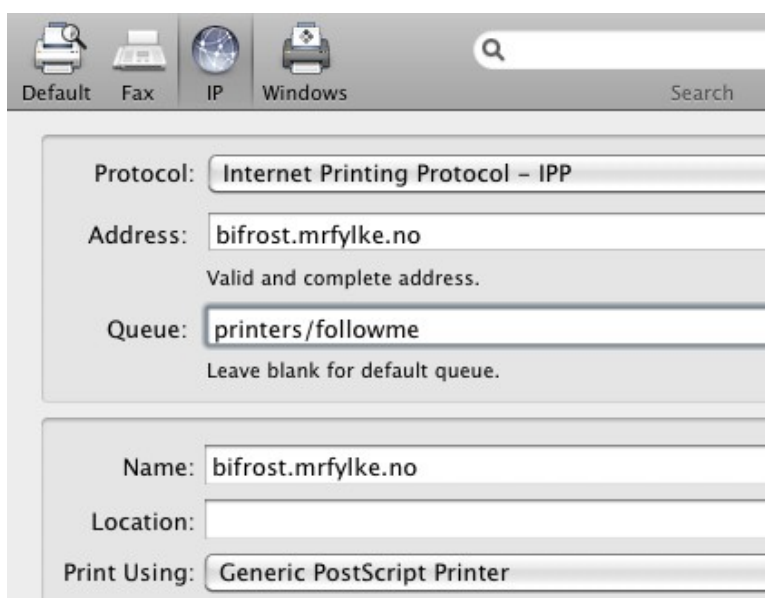 Default Fax IP Windows Search
Protocol: Internet Printing Protocol – IPP
Address: bifrost.mrfylke.no
Valid and complete address.
Queue: printers/followme
Leave blank for default queue.
Name: bifrost.mrfylke.no
Location:
Print Using: Generic PostScript Printer